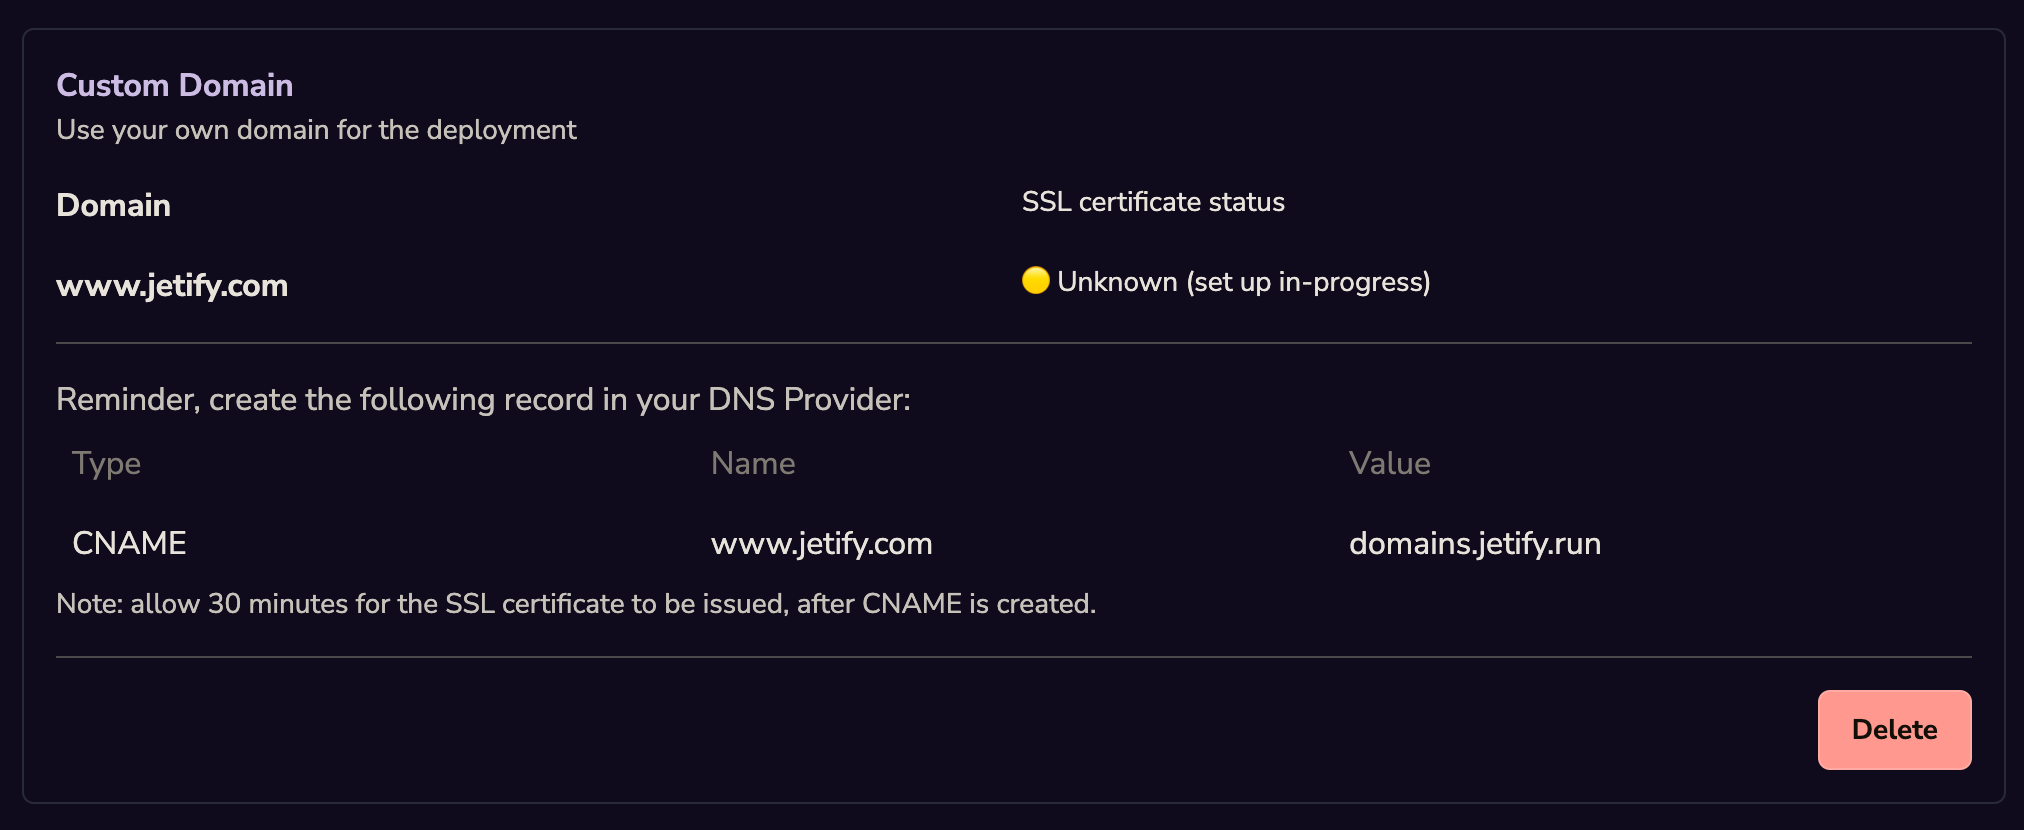 Custom Domain
Use your own domain for the deployment
Domain
SSL certificate status
www.jetify.com
Unknown (set up in-progress)
Reminder, create the following record in your DNS Provider:
Type Name Value
CNAME www.jetify.com domains.jetify.run
Note: allow 30 minutes for the SSL certificate to be issued, after CNAME is created.
Delete